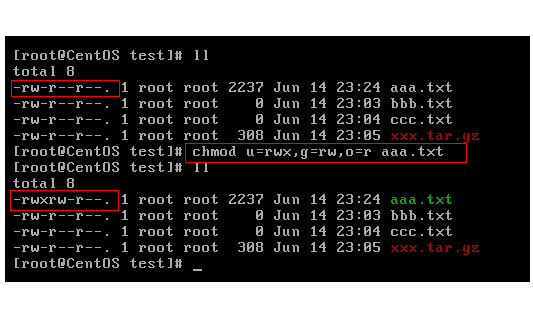 [root@CentOS test]# ll
total 8
-rw-r--r--. 1 root root 2237 Jun 14 23:24 aaa.txt
-rw-r--r--. 1 root root    0 Jun 14 23:03 bbb.txt
-rw-r--r--. 1 root root    0 Jun 14 23:04 ccc.txt
-rw-r--r--. 1 root root  308 Jun 14 23:05 xxx.tar.gz
[root@CentOS test]# chmod u=rwx,g=rw,o=r aaa.txt
[root@CentOS test]# ll
total 8
-rwxrw-r--. 1 root root 2237 Jun 14 23:24 aaa.txt
-rw-r--r--. 1 root root    0 Jun 14 23:03 bbb.txt
-rw-r--r--. 1 root root    0 Jun 14 23:04 ccc.txt
-rw-r--r--. 1 root root  308 Jun 14 23:05 xxx.tar.gz
[root@CentOS test]# _